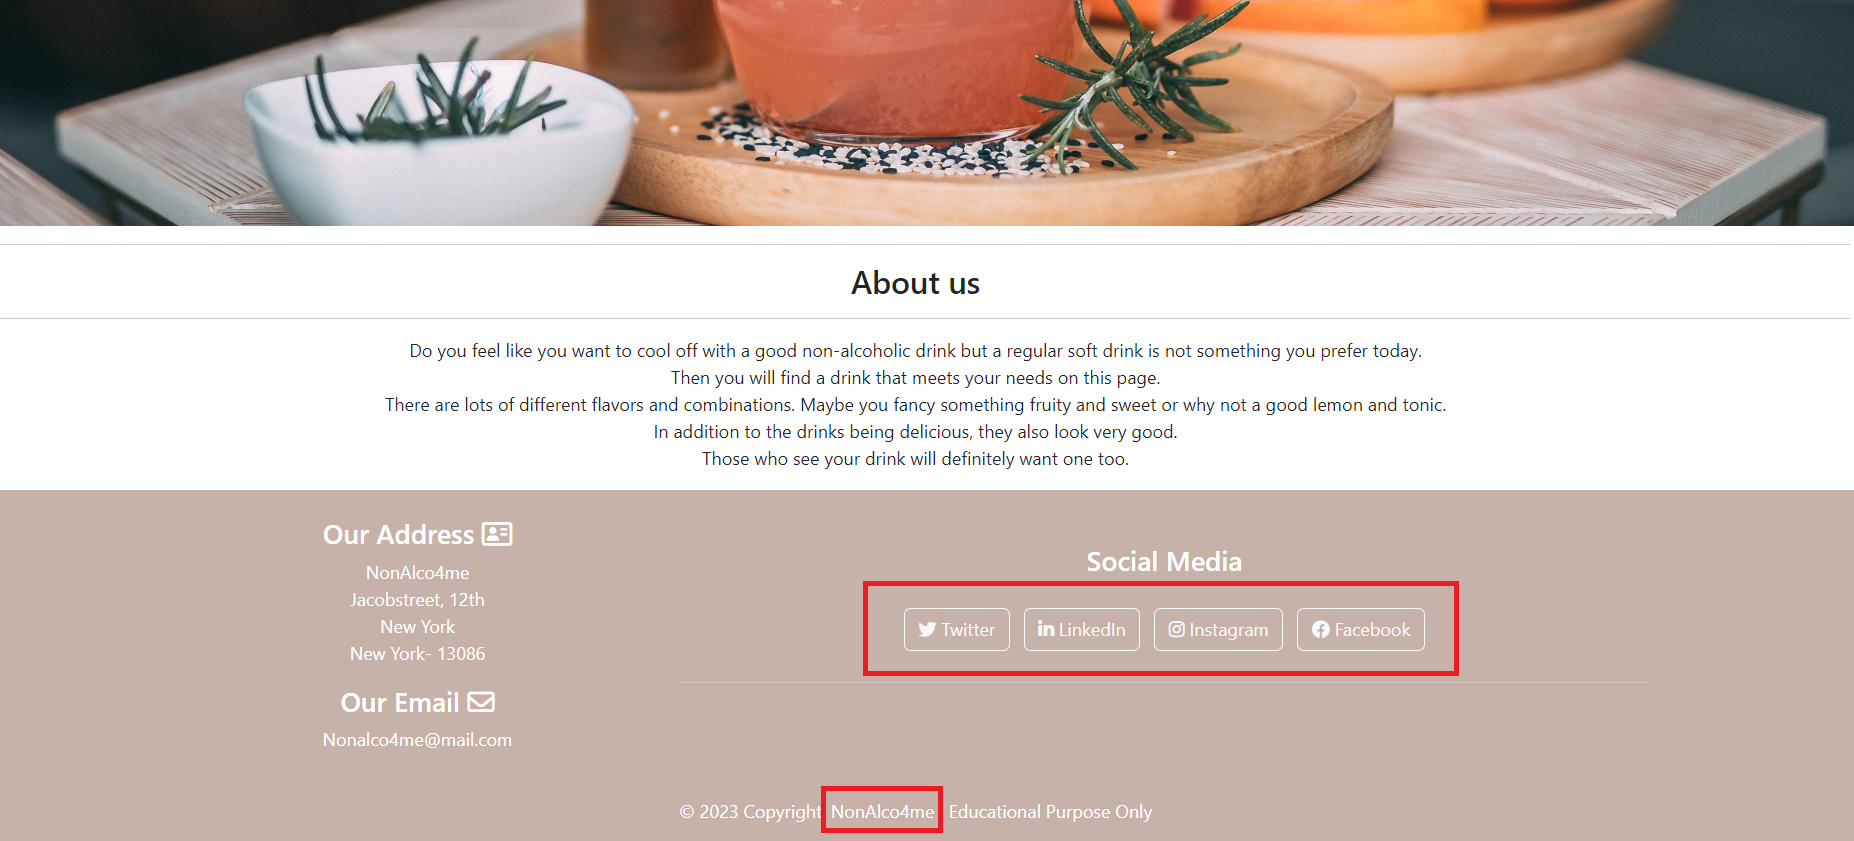 About us
Do you feel like you want to cool off with a good non-alcoholic drink but a regular soft drink is not something you prefer today.
Then you will find a drink that meets your needs on this page.
There are lots of different flavors and combinations. Maybe you fancy something fruity and sweet or why not a good lemon and tonic.
In addition to the drinks being delicious, they also look very good.
Those who see your drink will definitely want one too.
Our Address
NonAlco4me
Jacobstreet, 12th
New York
New York- 13086
Our Email
Nonalco4me@mail.com
Social Media
Twitter
LinkedIn
Instagram
Facebook
© 2023 Copyright NonAlco4me Educational Purpose Only